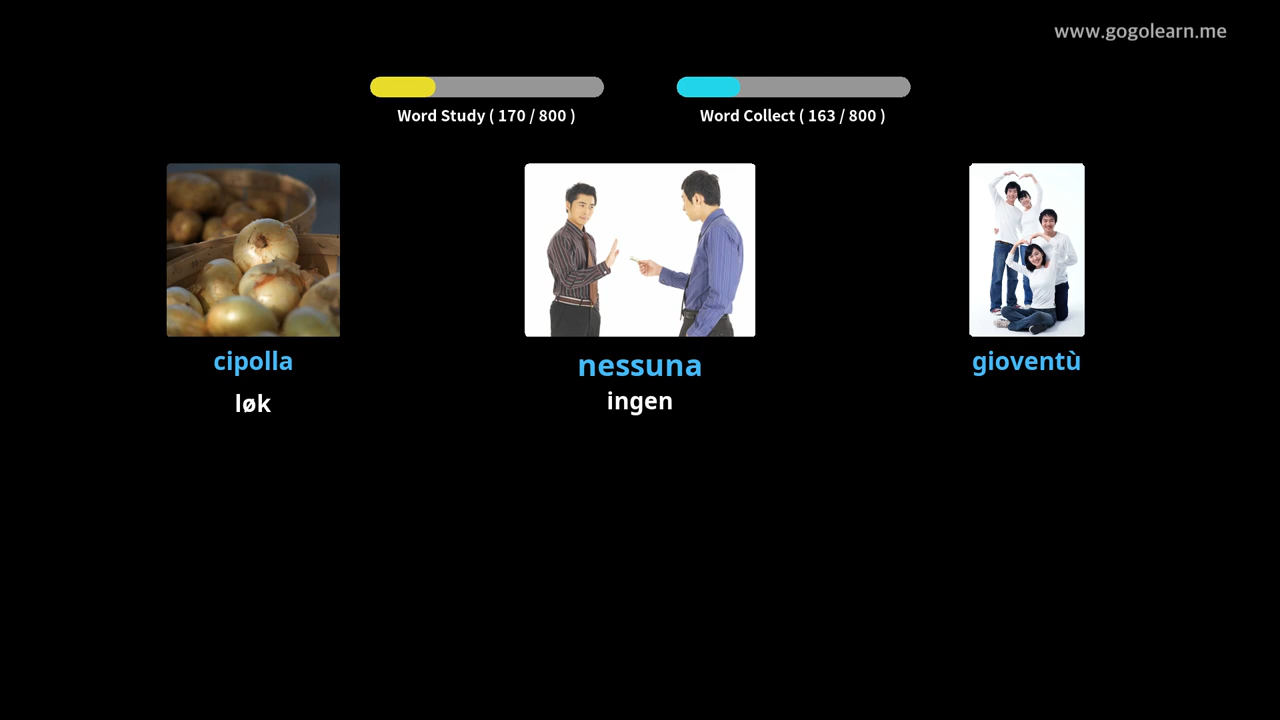 www.gogolearn.me
Word Study ( 170 / 800 )
Word Collect ( 163 / 800 )
cipolla
løk
nessuna
ingen
gioventù